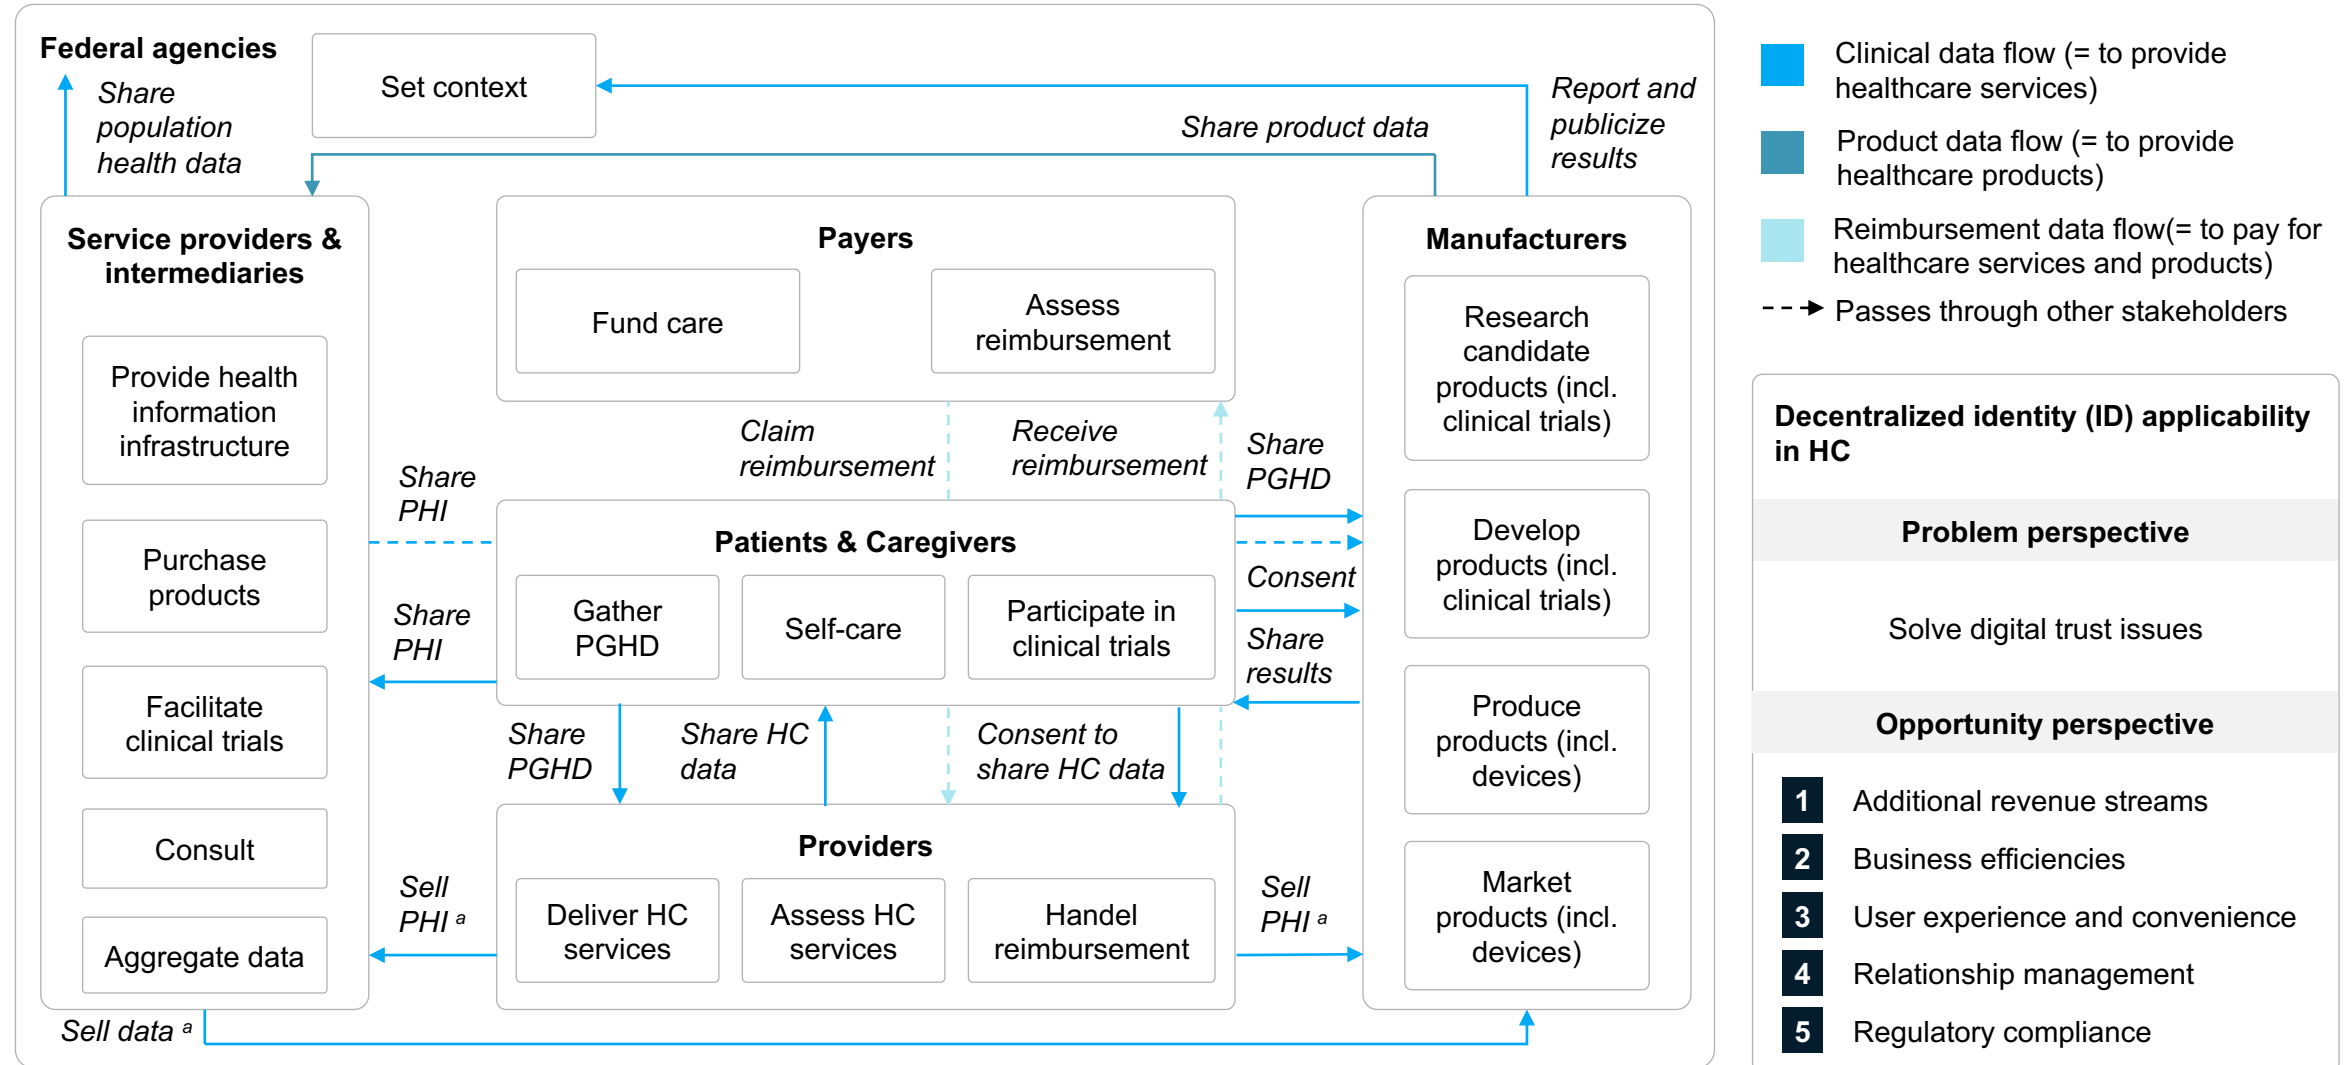 Federal agencies
Share
population
health data
Set context
Report and
publicize
results
Share product data
Service providers &
intermediaries
Provide health
information
infrastructure
Purchase
products
Facilitate
clinical trials
Consult
Aggregate data
Payers
Fund care
Assess
reimbursement
Claim
reimbursement
Receive
reimbursement
Share
PHI
Share
PHI
Patients & Caregivers
Gather
PGHD
Self-care
Participate in
clinical trials
Share
PGHD
Consent
Share
results
Share
PGHD
Share HC
data
Consent to
share HC data
Providers
Deliver HC
services
Assess HC
services
Handel
reimbursement
Sell
PHI a
Sell
PHI a
Sell data a
Manufacturers
Research
candidate
products (incl.
clinical trials)
Develop
products (incl.
clinical trials)
Produce
products (incl.
devices)
Market
products (incl.
devices)
Clinical data flow (= to provide
healthcare services)
Product data flow (= to provide
healthcare products)
Reimbursement data flow(= to pay for
healthcare services and products)
Passes through other stakeholders
Decentralized identity (ID) applicability
in HC
Problem perspective
Solve digital trust issues
Opportunity perspective
1 Additional revenue streams
2 Business efficiencies
3 User experience and convenience
4 Relationship management
5 Regulatory compliance